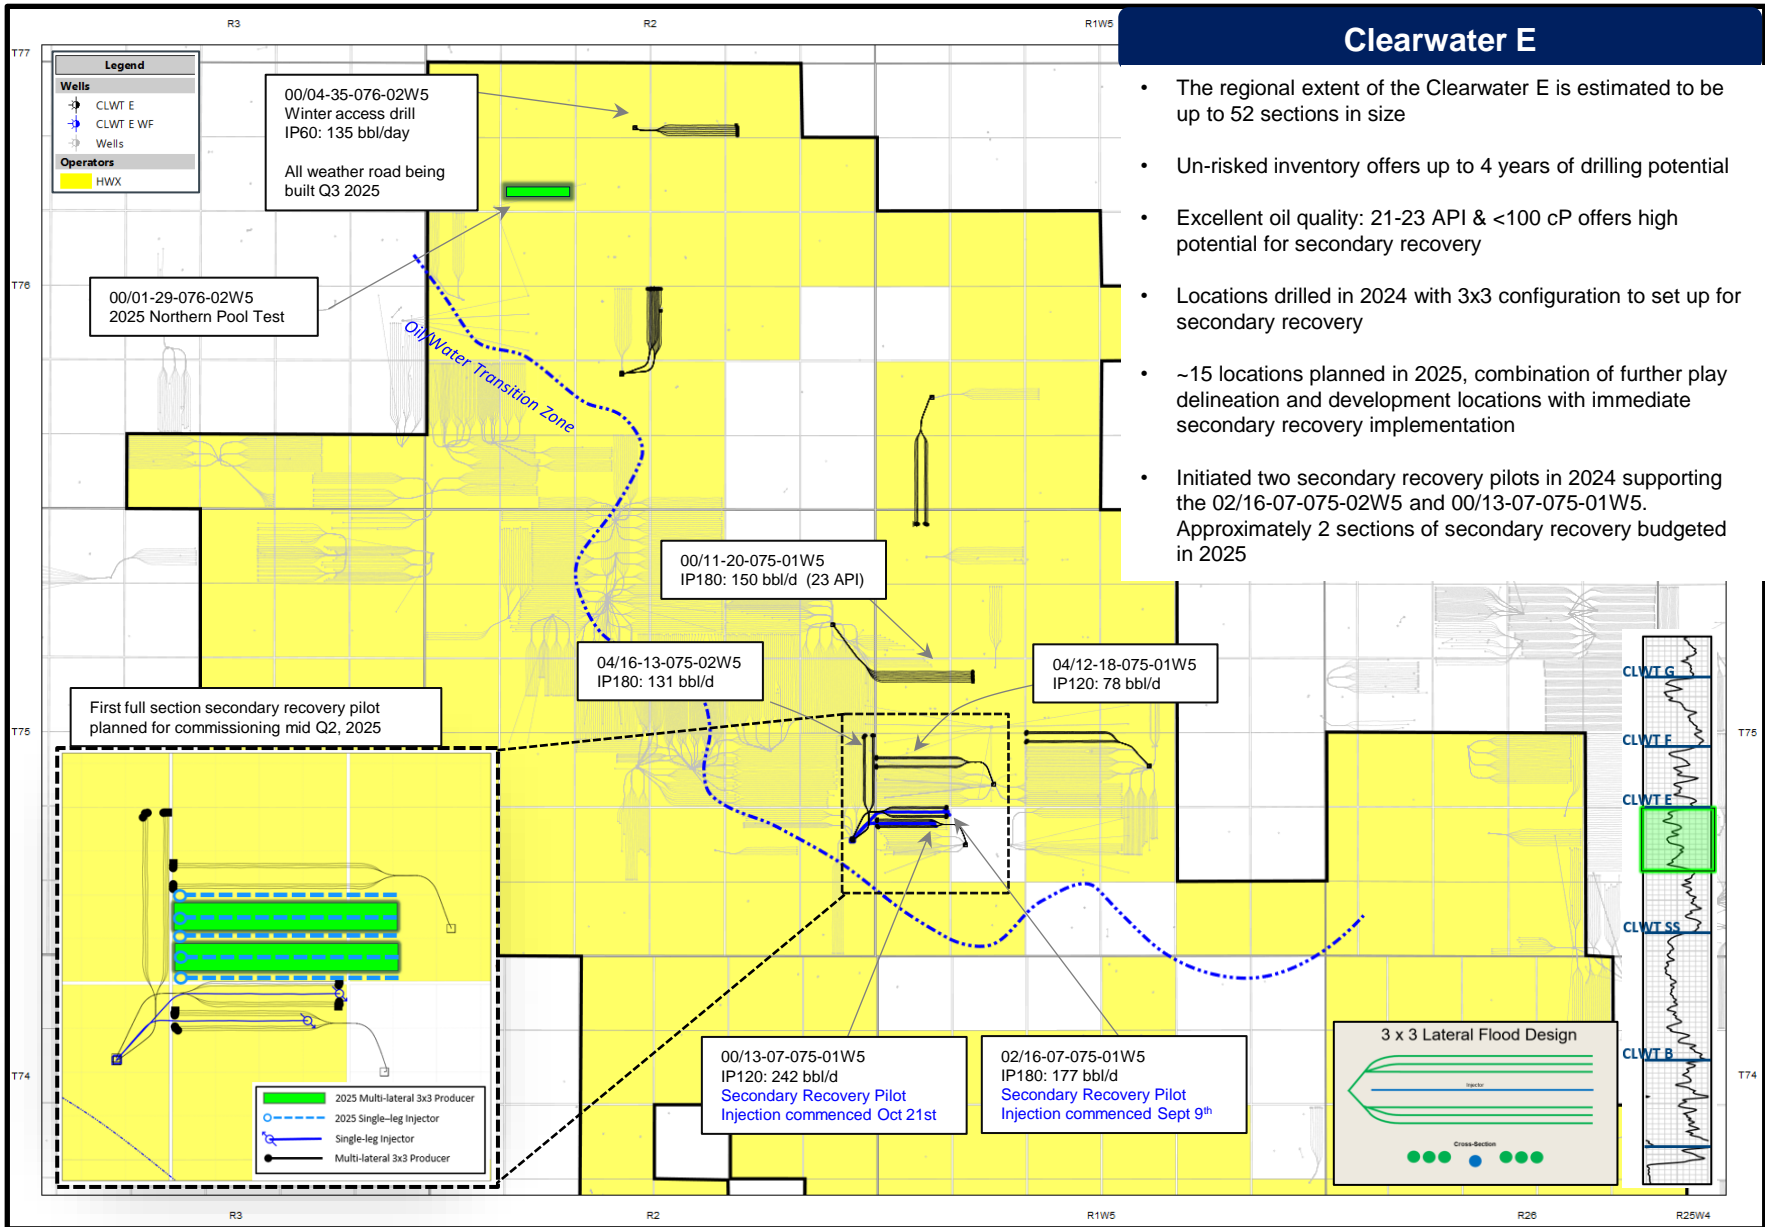 R3
R2
R1W5
Clearwater E
T77
Legend
Wells
CLWT E
CLWT E WF
Wells
Operators
HWX
00/04-35-076-02W5
Winter access drill
IP60: 135 bbl/day
All weather road being
built Q3 2025
• The regional extent of the Clearwater E is estimated to be
up to 52 sections in size
• Un-risked inventory offers up to 4 years of drilling potential
• Excellent oil quality: 21-23 API & <100 cP offers high
potential for secondary recovery
• Locations drilled in 2024 with 3x3 configuration to set up for
secondary recovery
• ~15 locations planned in 2025, combination of further play
delineation and development locations with immediate
secondary recovery implementation
• Initiated two secondary recovery pilots in 2024 supporting
the 02/16-07-075-02W5 and 00/13-07-075-01W5.
Approximately 2 sections of secondary recovery budgeted
in 2025
T76
00/01-29-076-02W5
2025 Northern Pool Test
Oil/Water Transition Zone
00/11-20-075-01W5
IP180: 150 bbl/d (23 API)
04/16-13-075-02W5
IP180: 131 bbl/d
04/12-18-075-01W5
IP120: 78 bbl/d
First full section secondary recovery pilot
planned for commissioning mid Q2, 2025
T75
T75
CLWT G
CLWT F
CLWT E
CLWT SS
CLWT B
2025 Multi-lateral 3x3 Producer
2025 Single-leg Injector
Single-leg Injector
Multi-lateral 3x3 Producer
00/13-07-075-01W5
IP120: 242 bbl/d
Secondary Recovery Pilot
Injection commenced Oct 21st
02/16-07-075-01W5
IP180: 177 bbl/d
Secondary Recovery Pilot
Injection commenced Sept 9th
3 x 3 Lateral Flood Design
Injector
Cross-Section
T74
T74
R3
R2
R1W5
R26
R25W4